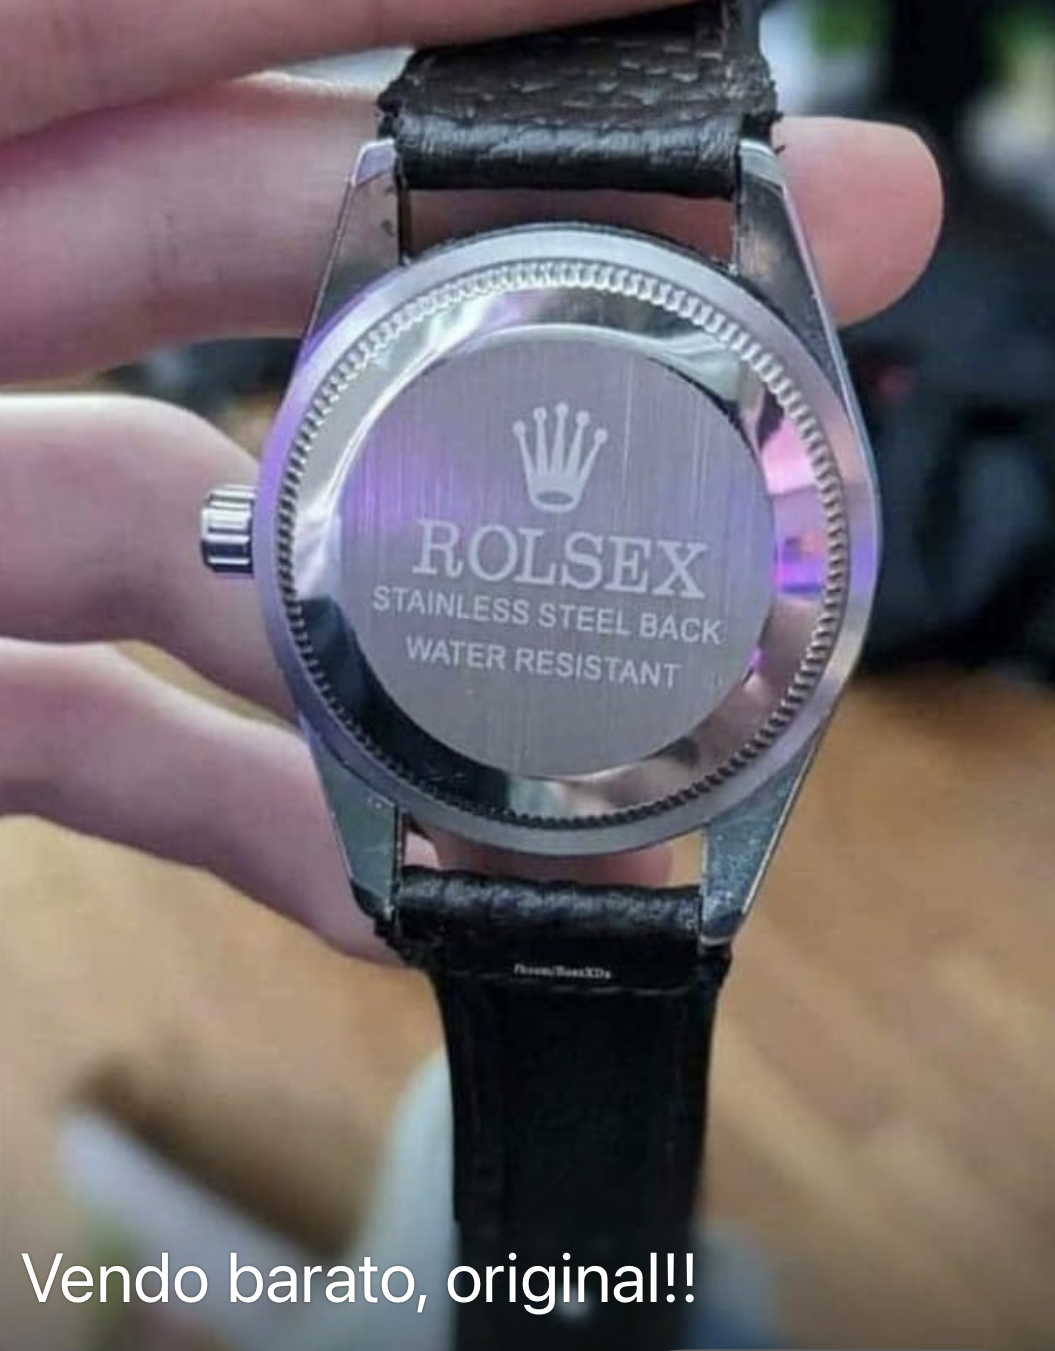 ROLSEX
STAINLESS STEEL BACK
WATER RESISTANT
Vendo barato, original!!